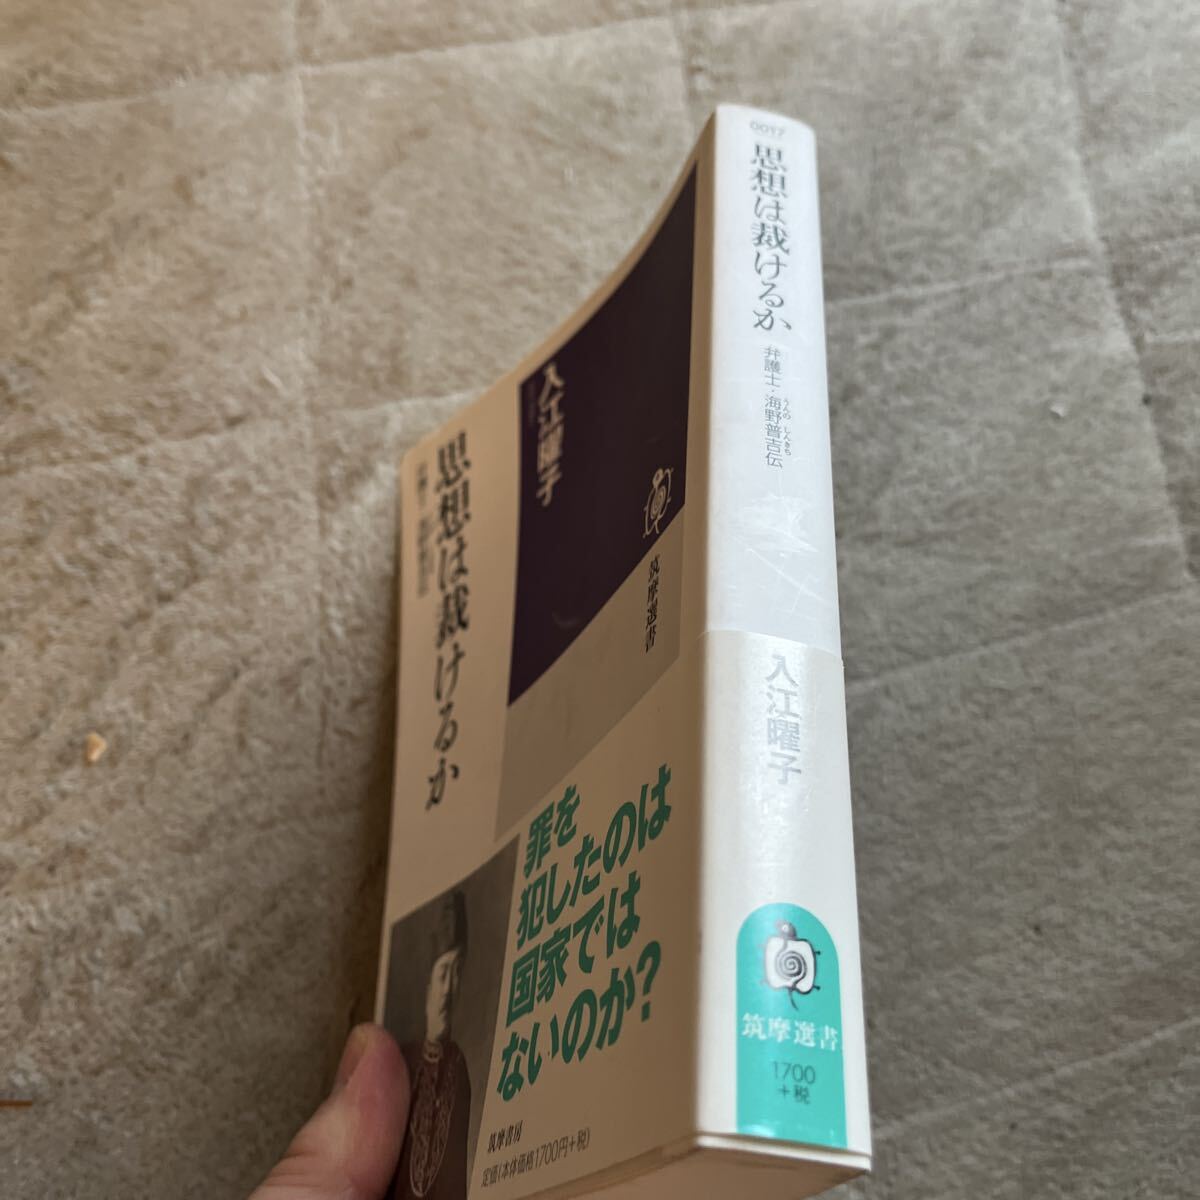 0017
思想は裁けるか
弁護士・海野普吉伝
うんの しんきち
入江曜子
筑摩選書
1700
+税
入江曜子
思想は裁けるか
筑摩選書
罪を
犯したのは
国家では
ないのか?
筑摩書房
定価(本体価格1700円+税)